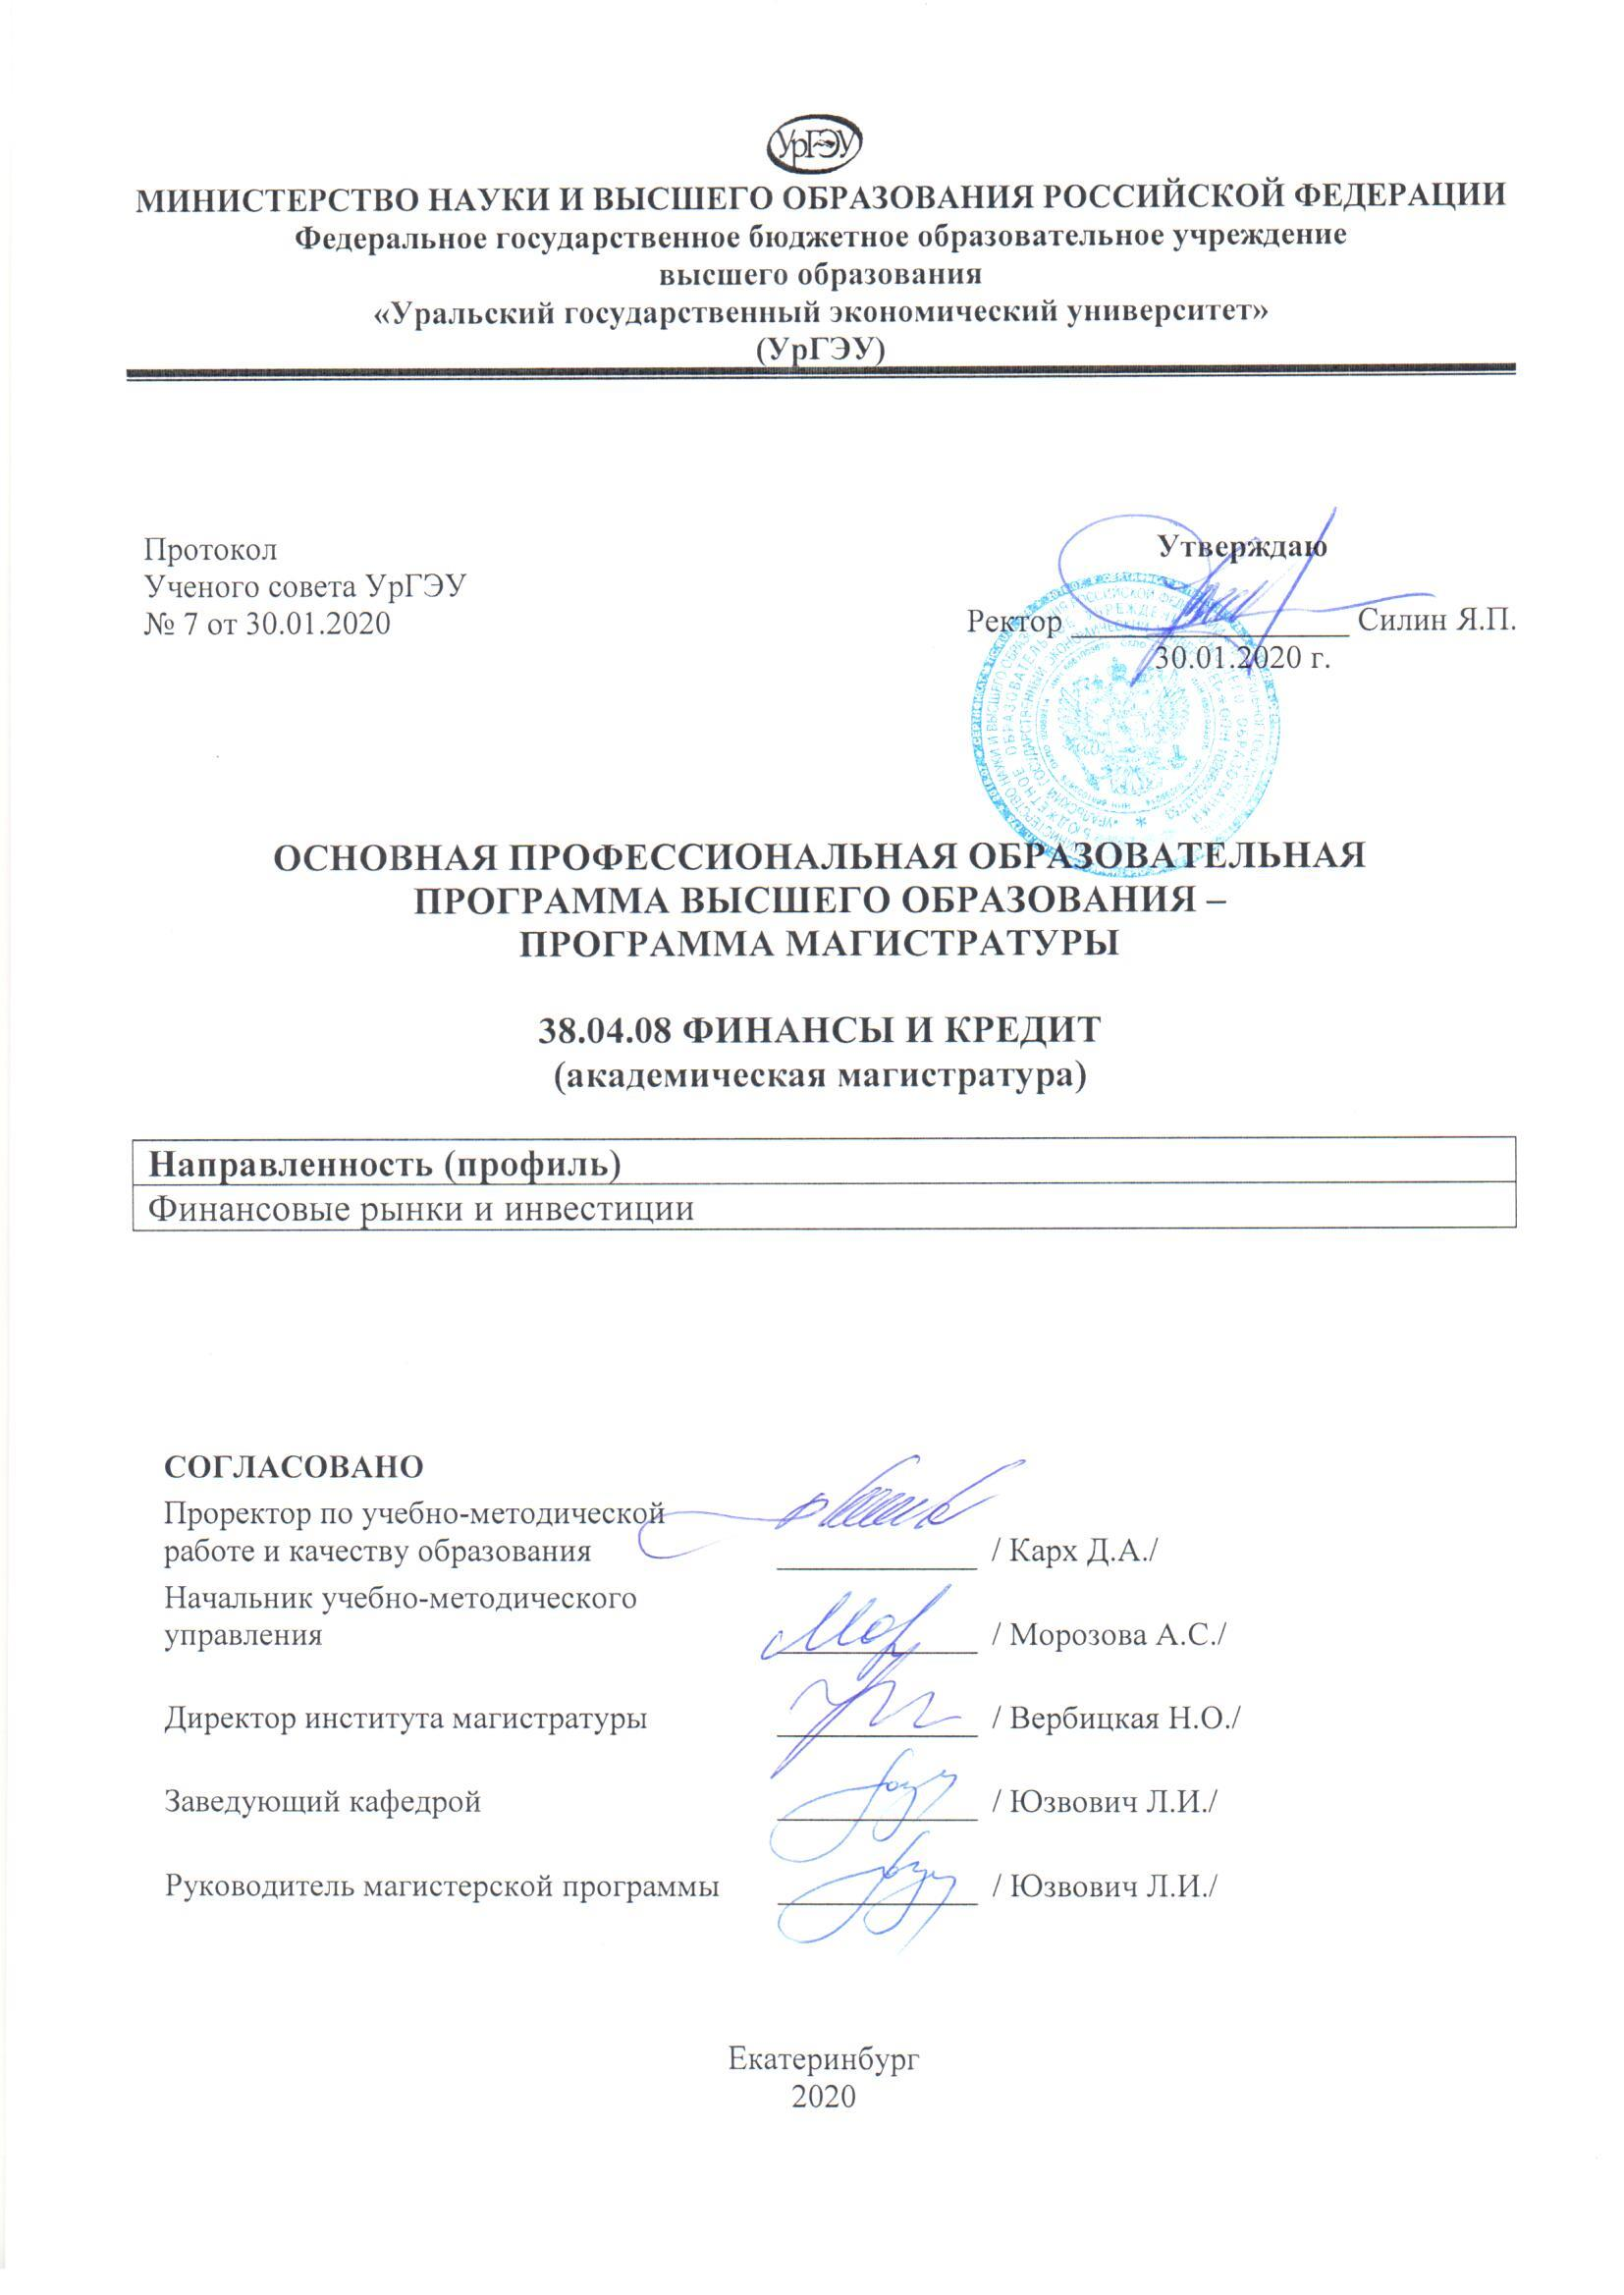 УрГЭУ
МИНИСТЕРСТВО НАУКИ И ВЫСШЕГО ОБРАЗОВАНИЯ РОССИЙСКОЙ ФЕДЕРАЦИИ
Федеральное государственное бюджетное образовательное учреждение
высшего образования
«Уральский государственный экономический университет»
(УрГЭУ)
Протокол
Ученого совета УрГЭУ
№ 7 от 30.01.2020
Утверждаю
Ректор Силин Я.П.
30.01.2020 г.
ОСНОВНАЯ ПРОФЕССИОНАЛЬНАЯ ОБРАЗОВАТЕЛЬНАЯ
ПРОГРАММА ВЫСШЕГО ОБРАЗОВАНИЯ –
ПРОГРАММА МАГИСТРАТУРЫ
38.04.08 ФИНАНСЫ И КРЕДИТ
(академическая магистратура)
Направленность (профиль)
Финансовые рынки и инвестиции
СОГЛАСОВАНО
Проректор по учебно-методической
работе и качеству образования / Карх Д.А./
Начальник учебно-методического
управления / Морозова А.С./
Директор института магистратуры / Вербицкая Н.О./
Заведующий кафедрой / Юзвович Л.И./
Руководитель магистерской программы / Юзвович Л.И./
Екатеринбург
2020